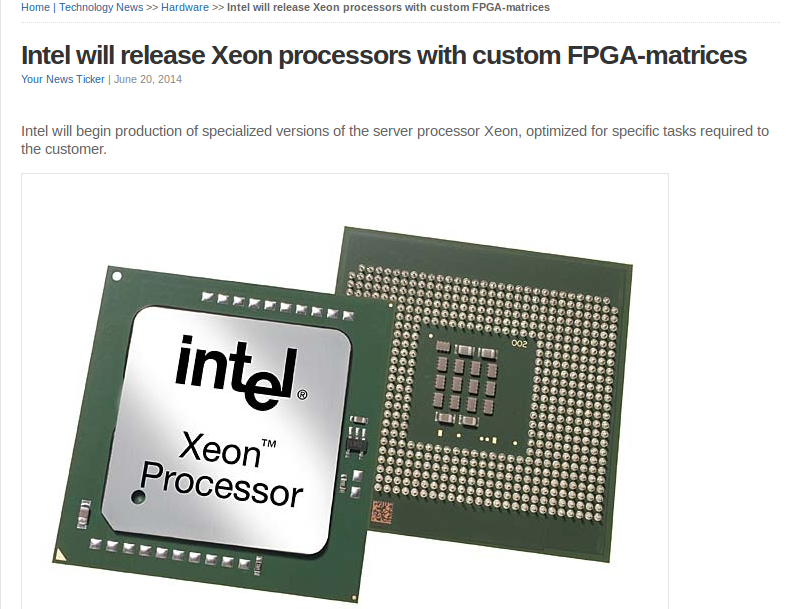 Home | Technology News >> Hardware >> Intel will release Xeon processors with custom FPGA-matrices
Intel will release Xeon processors with custom FPGA-matrices
Your News Ticker | June 20, 2014
Intel will begin production of specialized versions of the server processor Xeon, optimized for specific tasks required to
the customer.
002
intel®
Xeon™
Processor